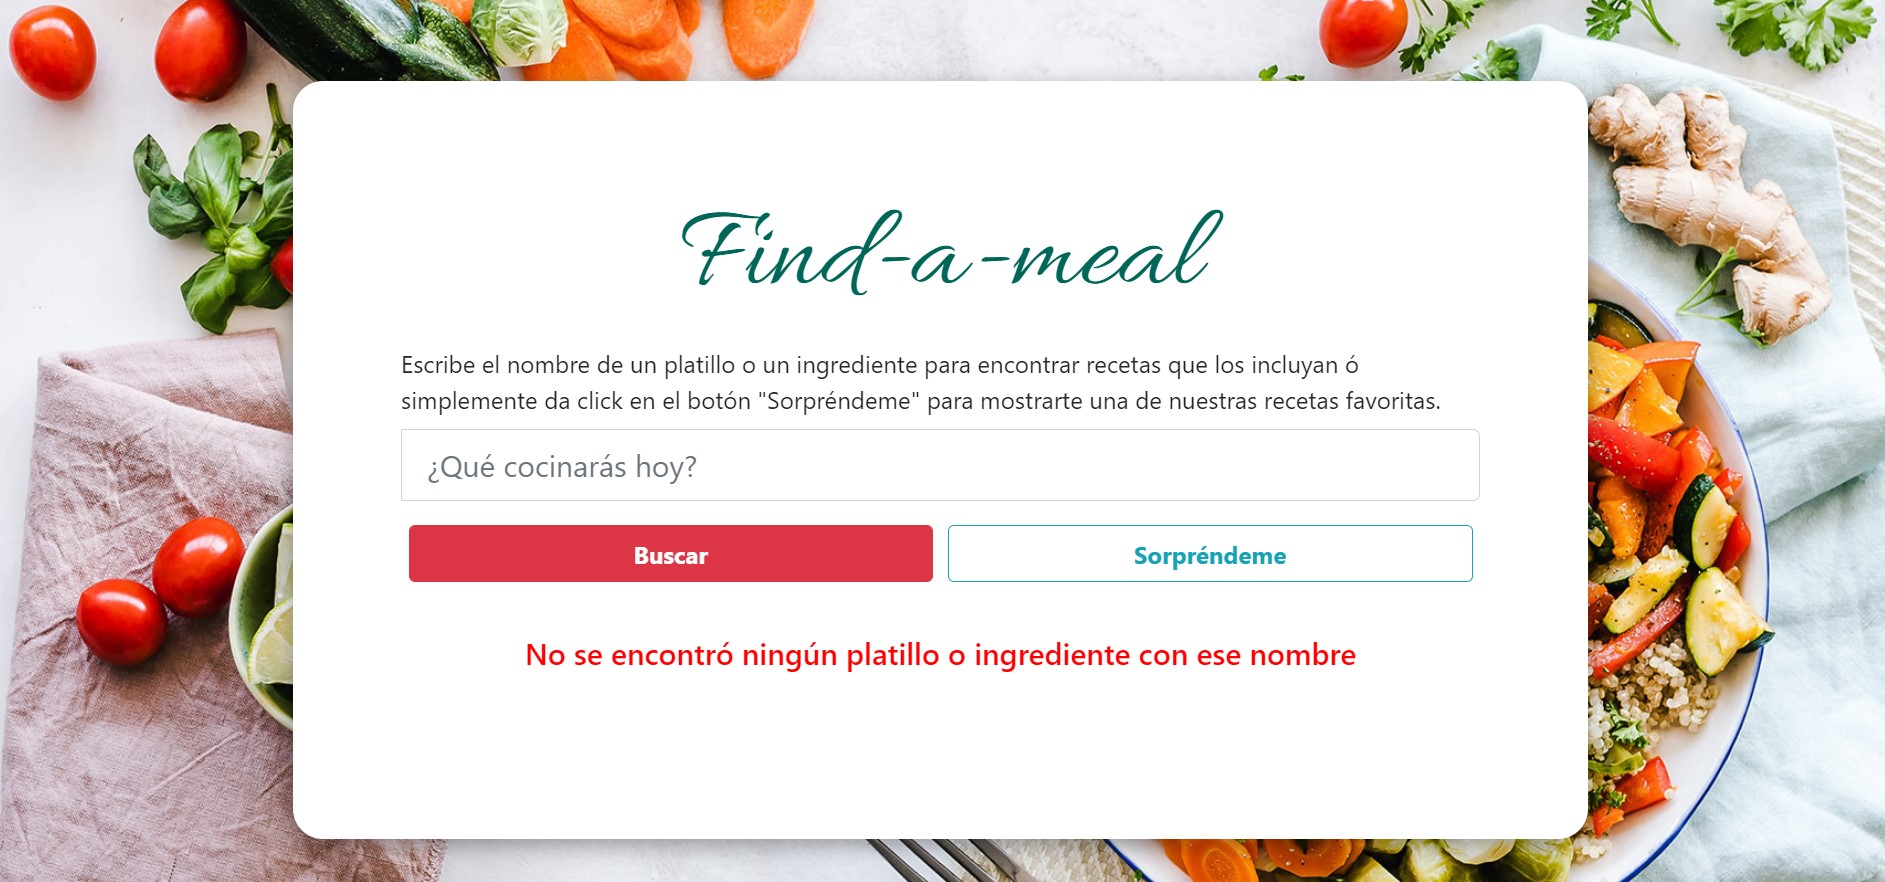 Find-a-meal
Escribe el nombre de un platillo o un ingrediente para encontrar recetas que los incluyan ó
simplemente da click en el botón "Sorpréndeme" para mostrarte una de nuestras recetas favoritas.
¿Qué cocinarás hoy?
Buscar
Sorpréndeme
No se encontró ningún platillo o ingrediente con ese nombre